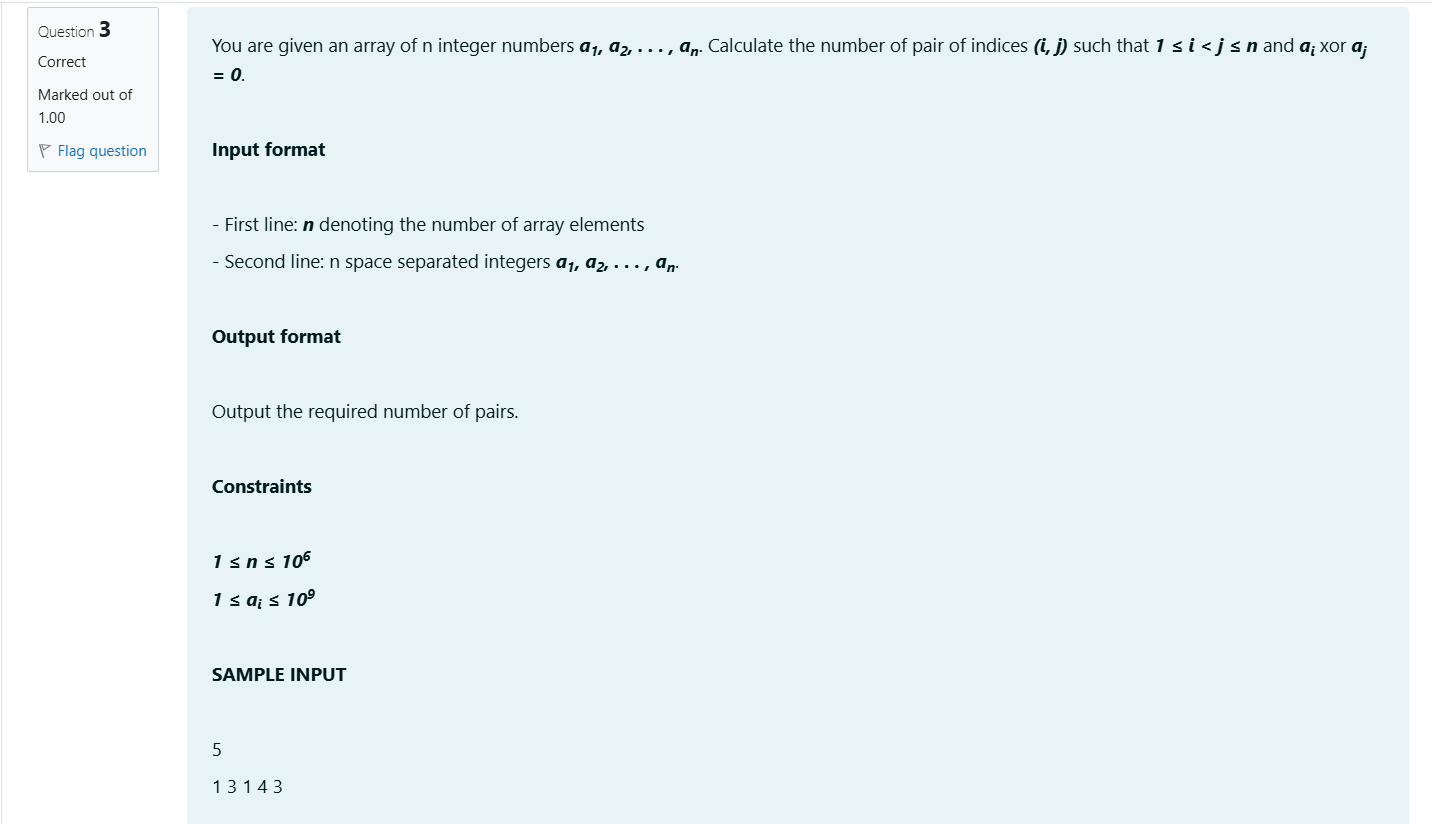 Question 3
Correct
Marked out of
1.00
Flag question
You are given an array of n integer numbers a₁, a₂, . . . , aₙ. Calculate the number of pair of indices (i, j) such that 1 ≤ i < j ≤ n and aᵢ xor aⱼ
= 0.
Input format
- First line: n denoting the number of array elements
- Second line: n space separated integers a₁, a₂, . . . , aₙ.
Output format
Output the required number of pairs.
Constraints
1 ≤ n ≤ 10⁶
1 ≤ aᵢ ≤ 10⁹
SAMPLE INPUT
5
1 3 1 4 3